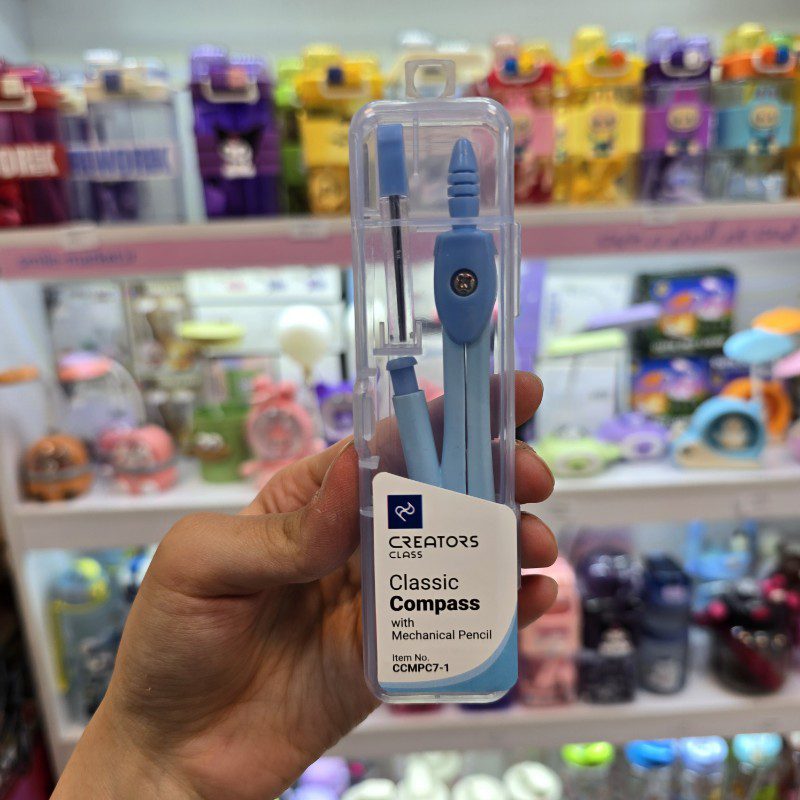 CREATORS
CLASS
Classic
Compass
with
Mechanical Pencil
Item No.
CCMPC7-1